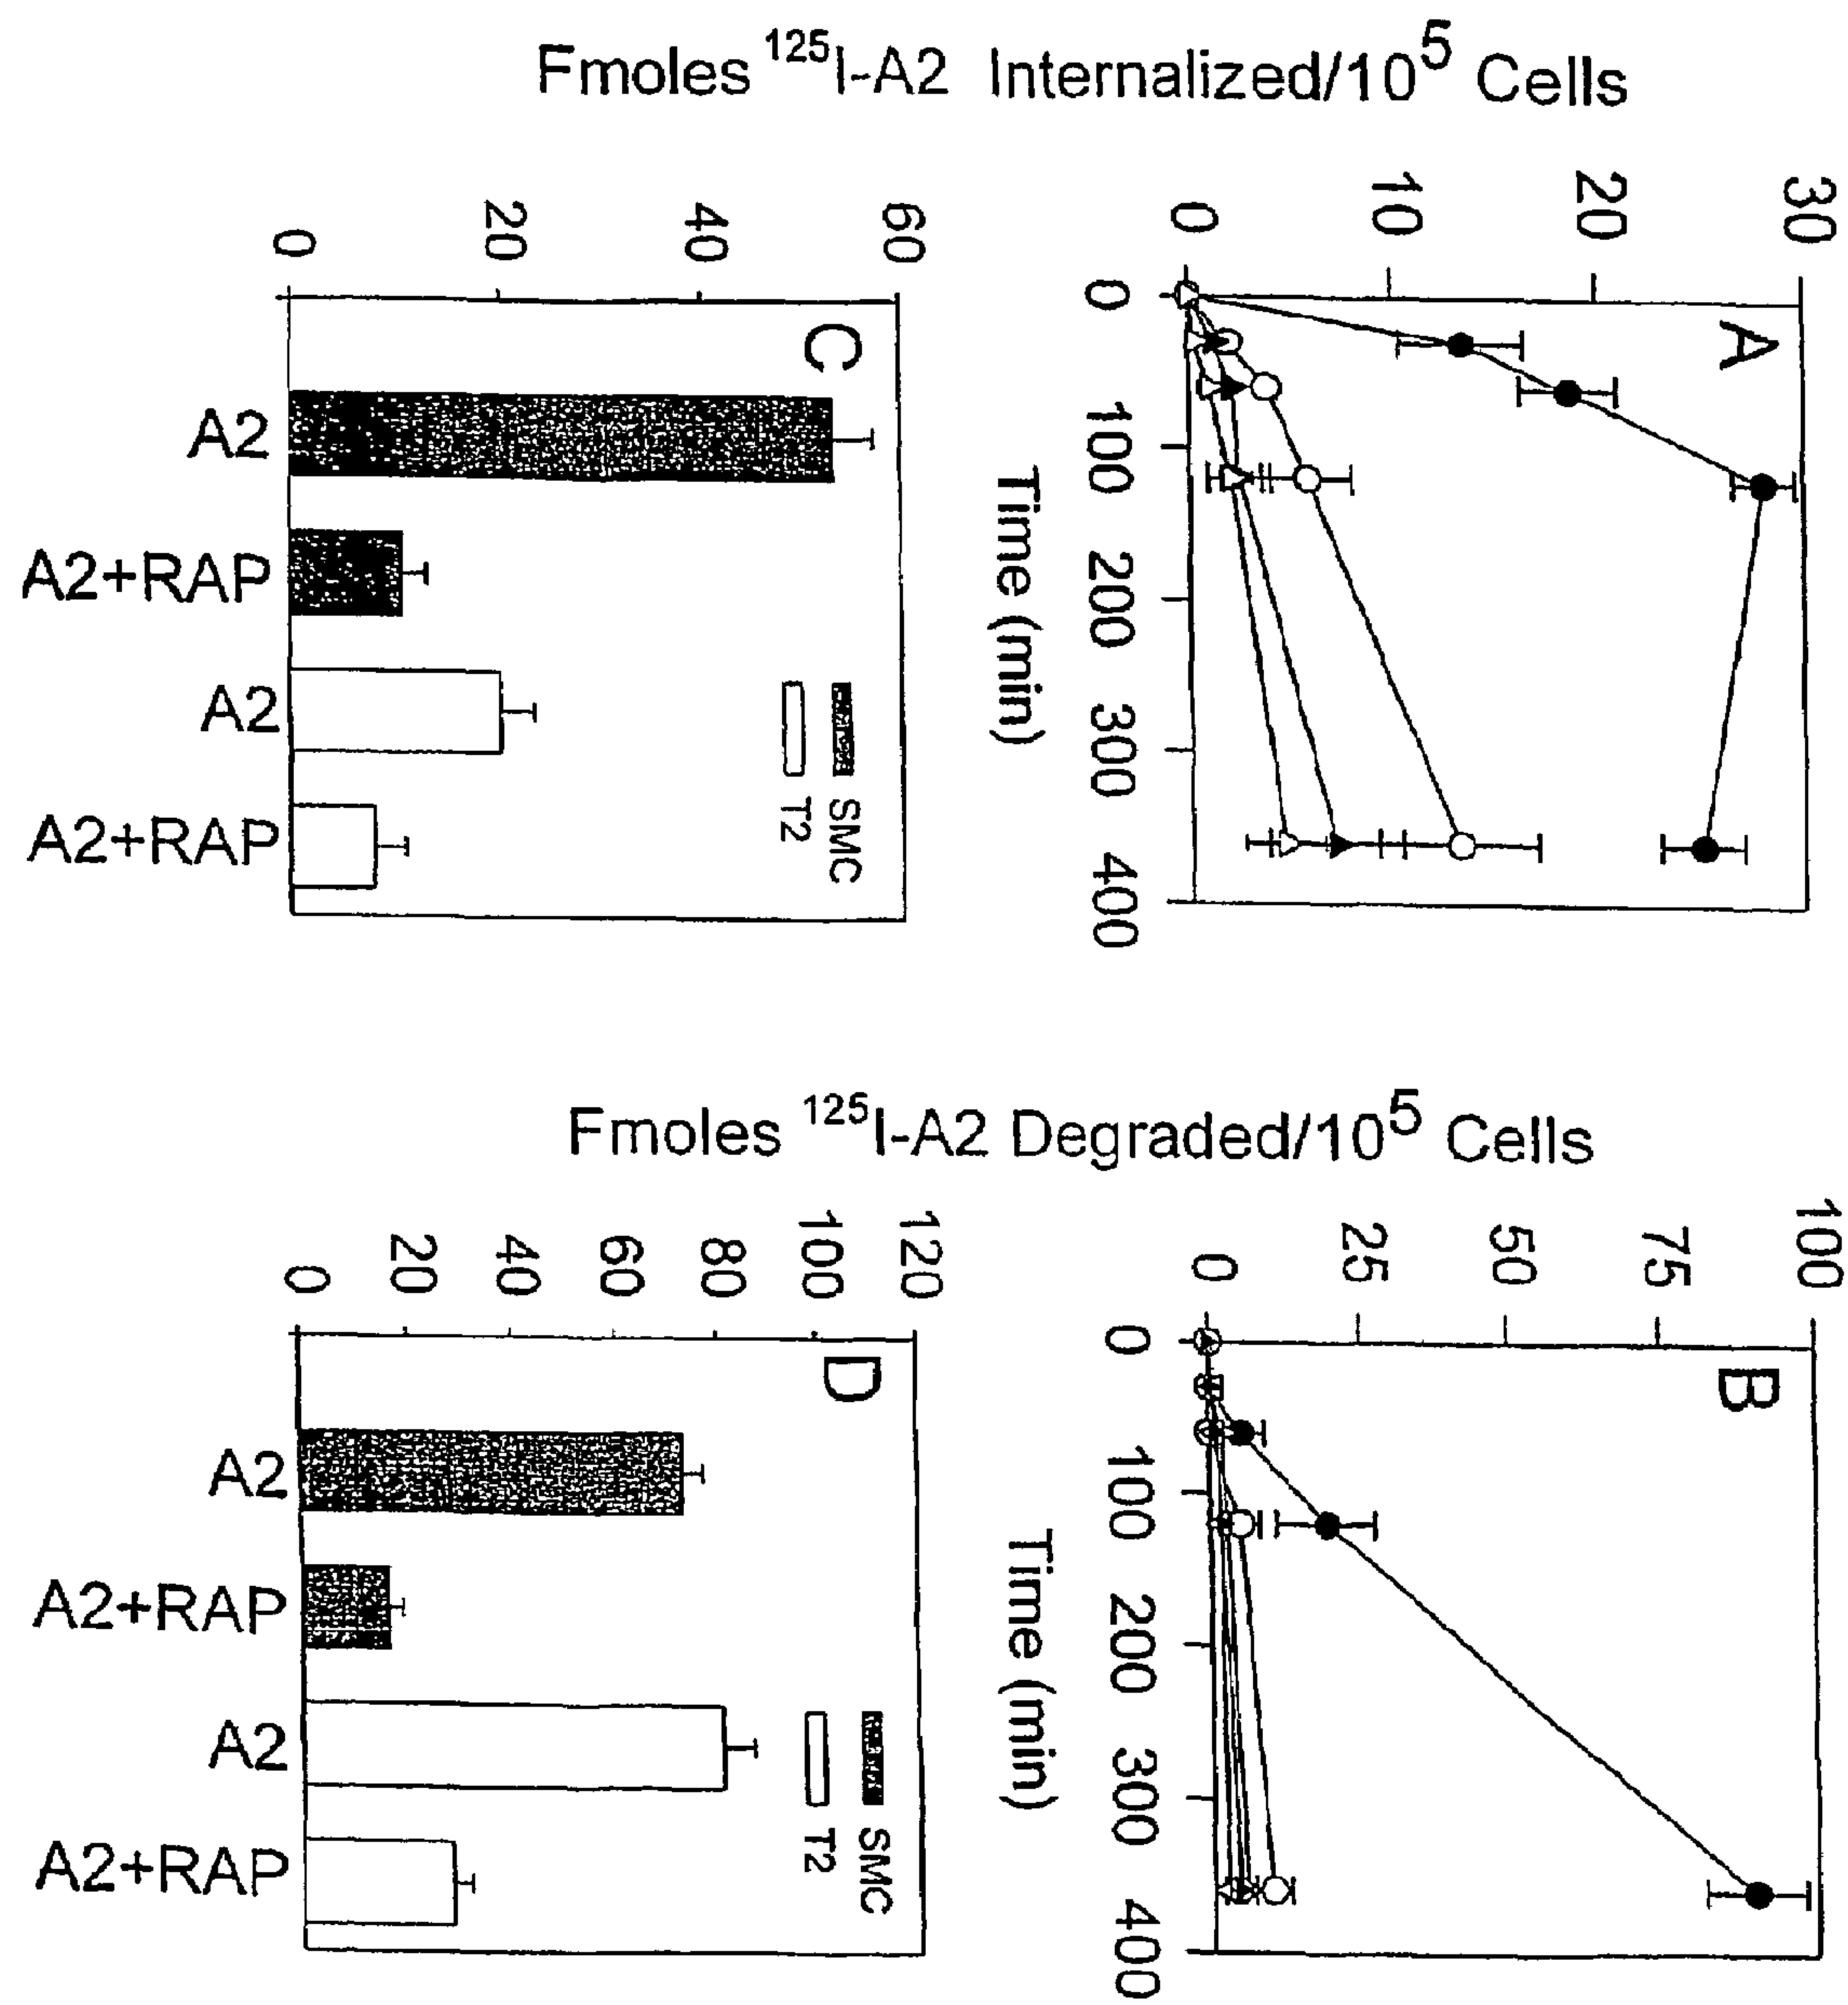 Fmoles ¹²⁵I-A2 Internalized/10⁵ Cells
A
30
20
10
0
0 100 200 300 400
Time (min)
C
60
40
20
0
SMC
T2
A2 A2+RAP A2 A2+RAP
Fmoles ¹²⁵I-A2 Degraded/10⁵ Cells
B
100
75
50
25
0
0 100 200 300 400
Time (min)
D
120
100
80
60
40
20
0
SMC
T2
A2 A2+RAP A2 A2+RAP